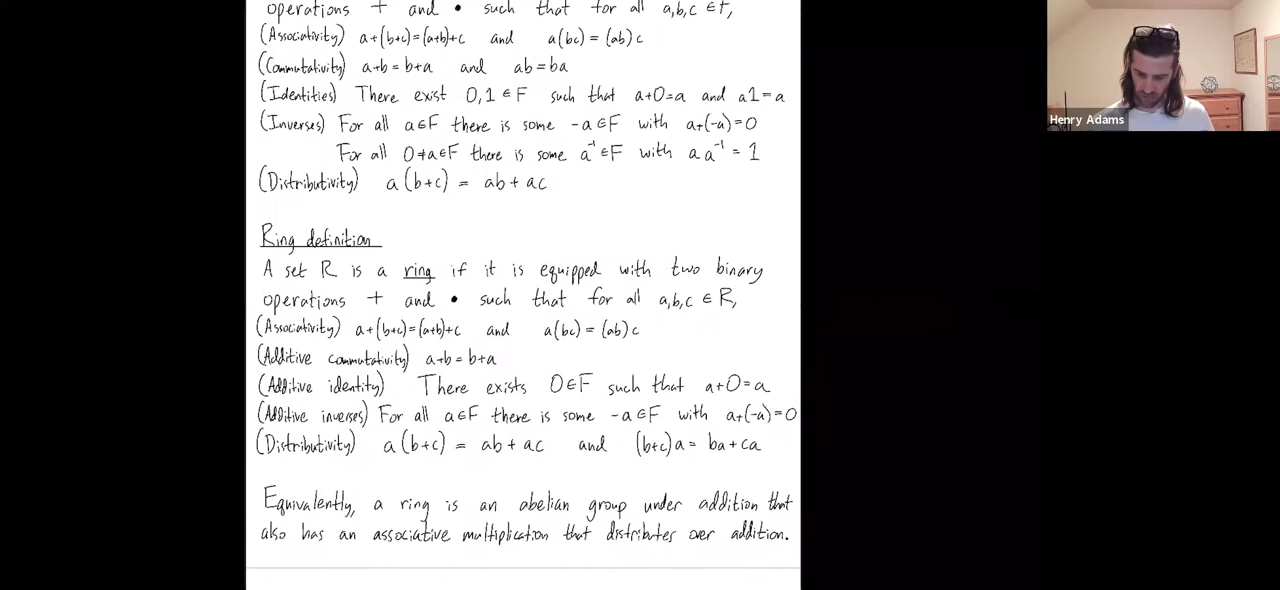 operations + and • such that for all a,b,c ∈ F,
(Associativity) a+(b+c)=(a+b)+c and a(bc)=(ab)c
(Commutativity) a+b=b+a and ab=ba
(Identities) There exist 0,1∈F such that a+0=a and a1=a
(Inverses) For all a∈F there is some -a∈F with a+(-a)=0
For all 0≠a∈F there is some a⁻¹∈F with a a⁻¹ = 1
(Distributivity) a(b+c) = ab+ac
Ring definition
A set R is a ring if it is equipped with two binary
operations + and • such that for all a,b,c ∈ R,
(Associativity) a+(b+c)=(a+b)+c and a(bc)=(ab)c
(Additive commutativity) a+b=b+a
(Additive identity) There exists 0∈F such that a+0=a
(Additive inverses) For all a∈F there is some -a∈F with a+(-a)=0
(Distributivity) a(b+c) = ab+ac and (b+c)a = ba+ca
Equivalently, a ring is an abelian group under addition that
also has an associative multiplication that distributes over addition.
Henry Adams